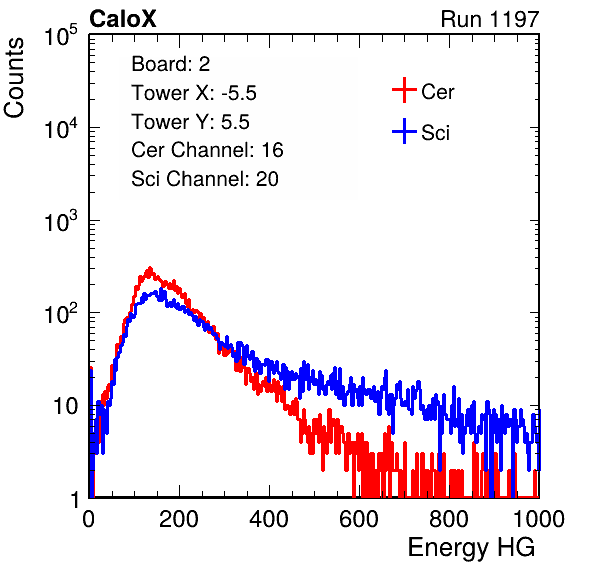 CaloX Run 1197
Counts
10^5
10^4
10^3
10^2
10
1
Board: 2
Tower X: -5.5
Tower Y: 5.5
Cer Channel: 16
Sci Channel: 20
Cer
Sci
0 200 400 600 800 1000
Energy HG